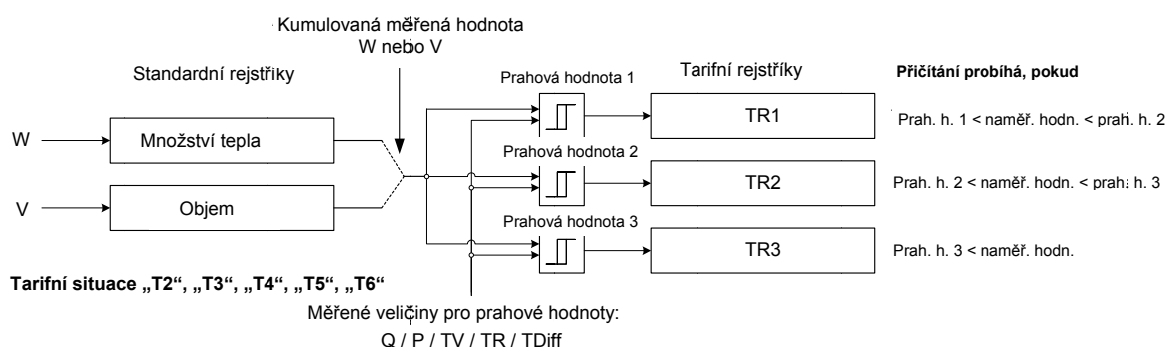 Kumulovaná měřená hodnota
W nebo V
Standardní rejstřiky
Prahová hodnota 1
Tarifní rejstříky
Přičítání probíhá, pokud
W
Množství tepla
TR1
Prah. h. 1 < naměř. hodn. < prah. h. 2
Prahová hodnota 2
V
Objem
TR2
Prah. h. 2 < naměř. hodn. < prah. h. 3
Prahová hodnota 3
TR3
Prah. h. 3 < naměř. hodn.
Tarifní situace „T2“, „T3“, „T4“, „T5“, „T6“
Měřené veličiny pro prahové hodnoty:
Q / P / TV / TR / TDiff